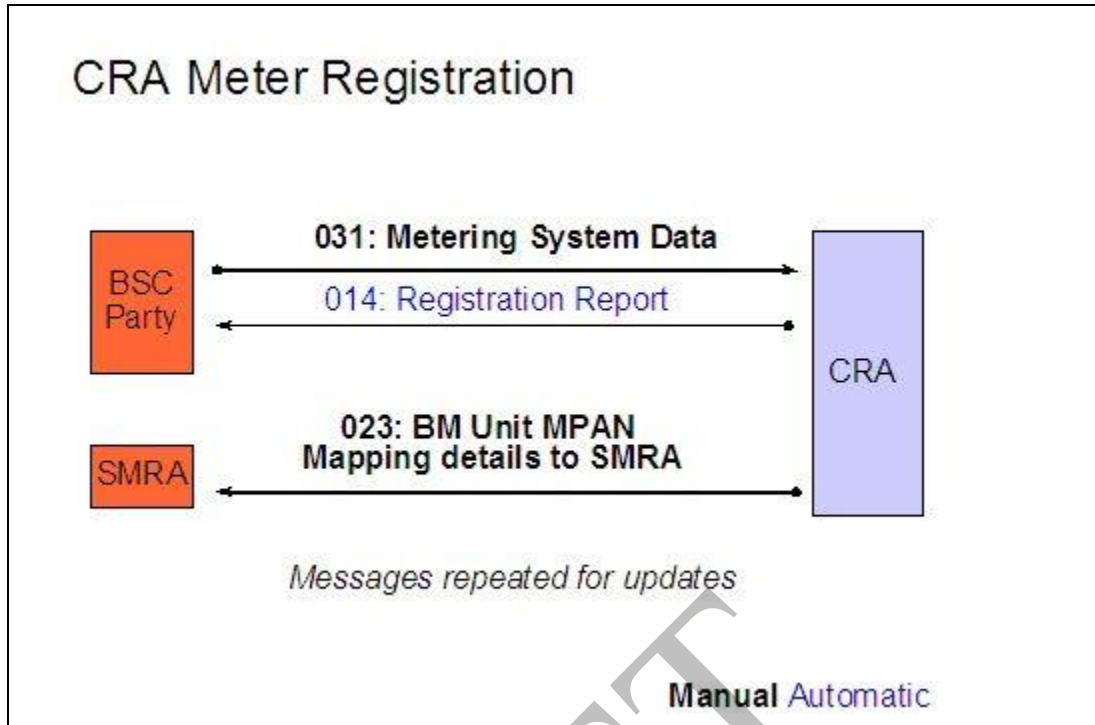 CRA Meter Registration
031: Metering System Data
BSC
Party
014: Registration Report
CRA
023: BM Unit MPAN
Mapping details to SMRA
SMRA
Messages repeated for updates
Manual Automatic